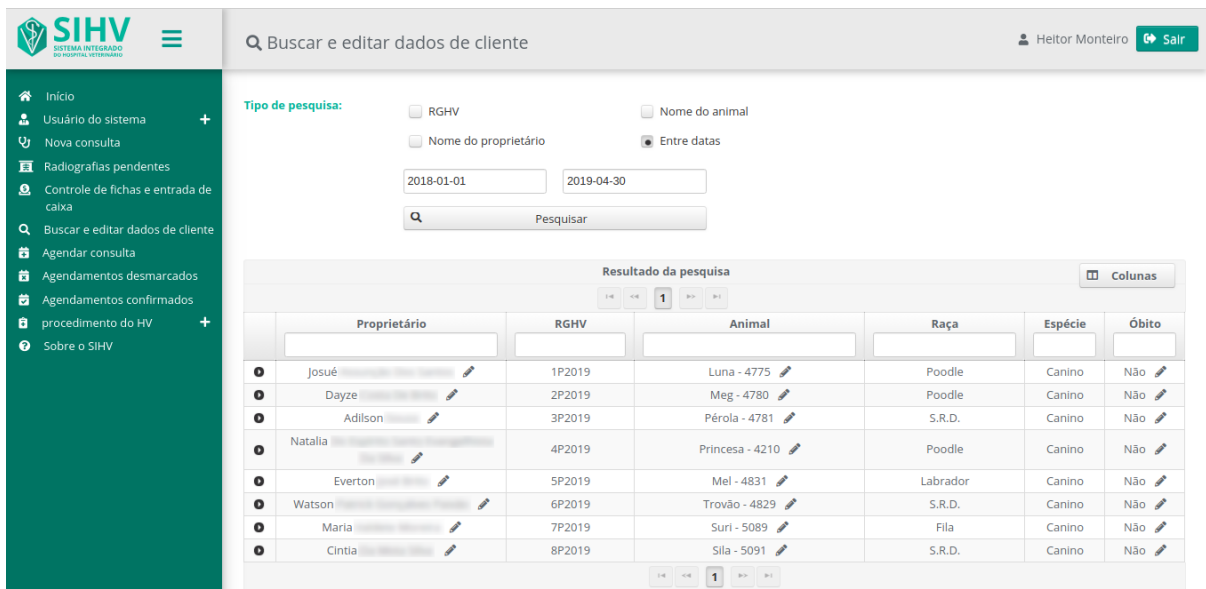 SIHV
SISTEMA INTEGRADO
DO HOSPITAL VETERINÁRIO
Buscar e editar dados de cliente
Heitor Monteiro
Sair
Início
Usuário do sistema
Nova consulta
Radiografias pendentes
Controle de fichas e entrada de
caixa
Buscar e editar dados de cliente
Agendar consulta
Agendamentos desmarcados
Agendamentos confirmados
procedimento do HV
Sobre o SIHV
Tipo de pesquisa:
RGHV
Nome do animal
Nome do proprietário
Entre datas
2018-01-01 2019-04-30
Pesquisar
Resultado da pesquisa
Colunas
1
Proprietário RGHV Animal Raça Espécie Óbito
Josué 1P2019 Luna - 4775 Poodle Canino Não
Dayze 2P2019 Meg - 4780 Poodle Canino Não
Adilson 3P2019 Pérola - 4781 S.R.D. Canino Não
Natalia 4P2019 Princesa - 4210 Poodle Canino Não
Everton 5P2019 Mel - 4831 Labrador Canino Não
Watson 6P2019 Trovão - 4829 S.R.D. Canino Não
Maria 7P2019 Suri - 5089 Fila Canino Não
Cintia 8P2019 Sila - 5091 S.R.D. Canino Não
1